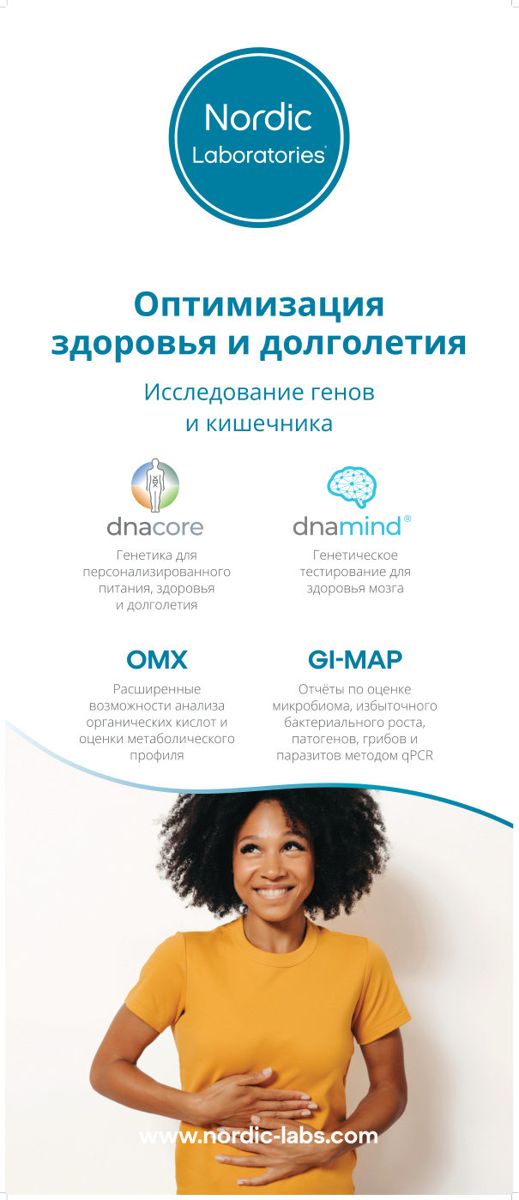 Nordic
Laboratories®
Оптимизация
здоровья и долголетия
Исследование генов
и кишечника
dnacore
Генетика для
персонализированного
питания, здоровья
и долголетия
dnamind®
Генетическое
тестирование для
здоровья мозга
OMX
Расширенные
возможности анализа
органических кислот и
оценки метаболического
профиля
GI-MAP
Отчёты по оценке
микробиома, избыточного
бактериального роста,
патогенов, грибов и
паразитов методом qPCR
www.nordic-labs.com